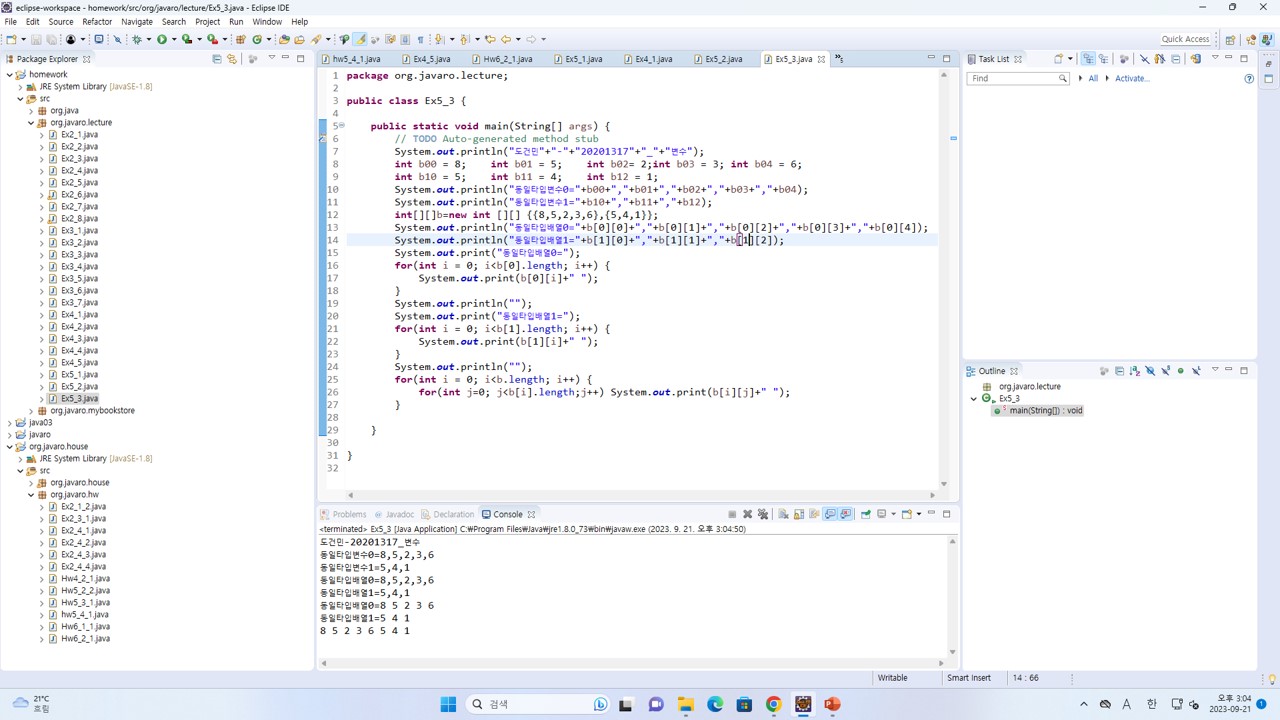 eclipse-workspace - homework/src/org/javaro/lecture/Ex5_3.java - Eclipse IDE
File Edit Source Refactor Navigate Search Project Run Window Help
Quick Access
Package Explorer
homework
JRE System Library [JavaSE-1.8]
src
org.java
org.javaro.lecture
Ex2_1.java
Ex2_2.java
Ex2_3.java
Ex2_4.java
Ex2_5.java
Ex2_6.java
Ex2_7.java
Ex2_8.java
Ex3_1.java
Ex3_2.java
Ex3_3.java
Ex3_4.java
Ex3_5.java
Ex3_6.java
Ex3_7.java
Ex4_1.java
Ex4_2.java
Ex4_3.java
Ex4_4.java
Ex4_5.java
Ex5_1.java
Ex5_2.java
Ex5_3.java
org.javaro.mybookstore
java03
javaro
org.javaro.house
JRE System Library [JavaSE-1.8]
src
org.javaro.house
org.javaro.hw
Ex2_1_2.java
Ex2_3_1.java
Ex2_4_1.java
Ex2_4_2.java
Ex2_4_3.java
Ex2_4_4.java
Hw4_2_1.java
Hw5_2_2.java
Hw5_3_1.java
hw5_4_1.java
Hw6_1_1.java
Hw6_2_1.java
hw5_4_1.java Ex4_5.java Hw6_2_1.java Ex5_1.java Ex4_1.java Ex5_2.java Ex5_3.java
1 package org.javaro.lecture;
2
3 public class Ex5_3 {
4
5 public static void main(String[] args) {
6 // TODO Auto-generated method stub
7 System.out.println("도건민"+"-"+"20201317"+"_"+"변수");
8 int b00 = 8; int b01 = 5; int b02= 2;int b03 = 3; int b04 = 6;
9 int b10 = 5; int b11 = 4; int b12 = 1;
10 System.out.println("동일타입변수0="+b00+","+b01+","+b02+","+b03+","+b04);
11 System.out.println("동일타입변수1="+b10+","+b11+","+b12);
12 int[][]b=new int [][] {{8,5,2,3,6},{5,4,1}};
13 System.out.println("동일타입배열0="+b[0][0]+","+b[0][1]+","+b[0][2]+","+b[0][3]+","+b[0][4]);
14 System.out.println("동일타입배열1="+b[1][0]+","+b[1][1]+","+b[1][2]);
15 System.out.print("동일타입배열0=");
16 for(int i = 0; i<b[0].length; i++) {
17 System.out.print(b[0][i]+" ");
18 }
19 System.out.println("");
20 System.out.print("동일타입배열1=");
21 for(int i = 0; i<b[1].length; i++) {
22 System.out.print(b[1][i]+" ");
23 }
24 System.out.println("");
25 for(int i = 0; i<b.length; i++) {
26 for(int j=0; j<b[i].length;j++) System.out.print(b[i][j]+" ");
27 }
28
29 }
30
31 }
32
Problems Javadoc Declaration Console
<terminated> Ex5_3 [Java Application] C:₩Program Files₩Java₩jre1.8.0_73₩bin₩javaw.exe (2023. 9. 21. 오후 3:04:50)
도건민-20201317_변수
동일타입변수0=8,5,2,3,6
동일타입변수1=5,4,1
동일타입배열0=8,5,2,3,6
동일타입배열1=5,4,1
동일타입배열0=8 5 2 3 6
동일타입배열1=5 4 1
8 5 2 3 6 5 4 1
Task List
Find
All
Activate...
Outline
org.javaro.lecture
Ex5_3
main(String[]) : void
Writable
Smart Insert
14 : 66
21°C
흐림
검색
A
한
오후 3:04
2023-09-21
1